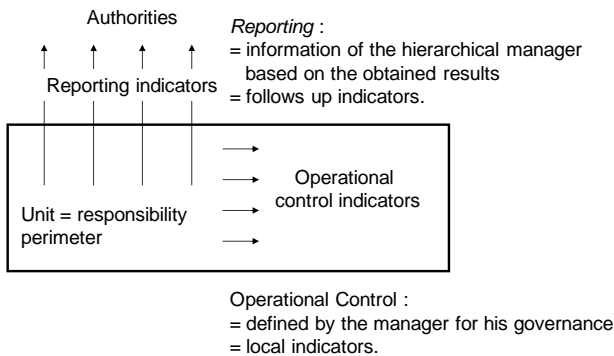 Authorities
Reporting indicators
Reporting :
= information of the hierarchical manager
based on the obtained results
= follows up indicators.
Unit = responsibility
perimeter
Operational
control indicators
Operational Control :
= defined by the manager for his governance
= local indicators.